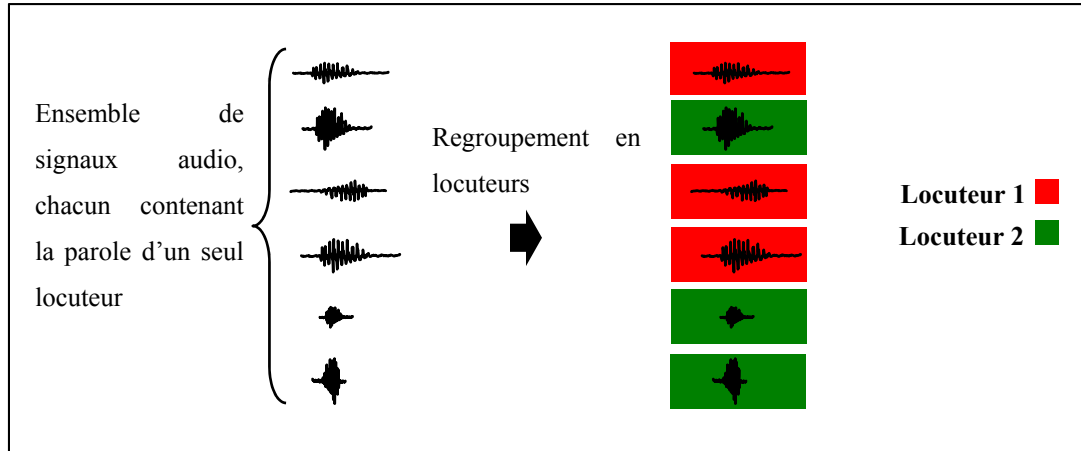 Ensemble de
signaux audio,
chacun contenant
la parole d’un seul
locuteur
Regroupement en
locuteurs
Locuteur 1
Locuteur 2